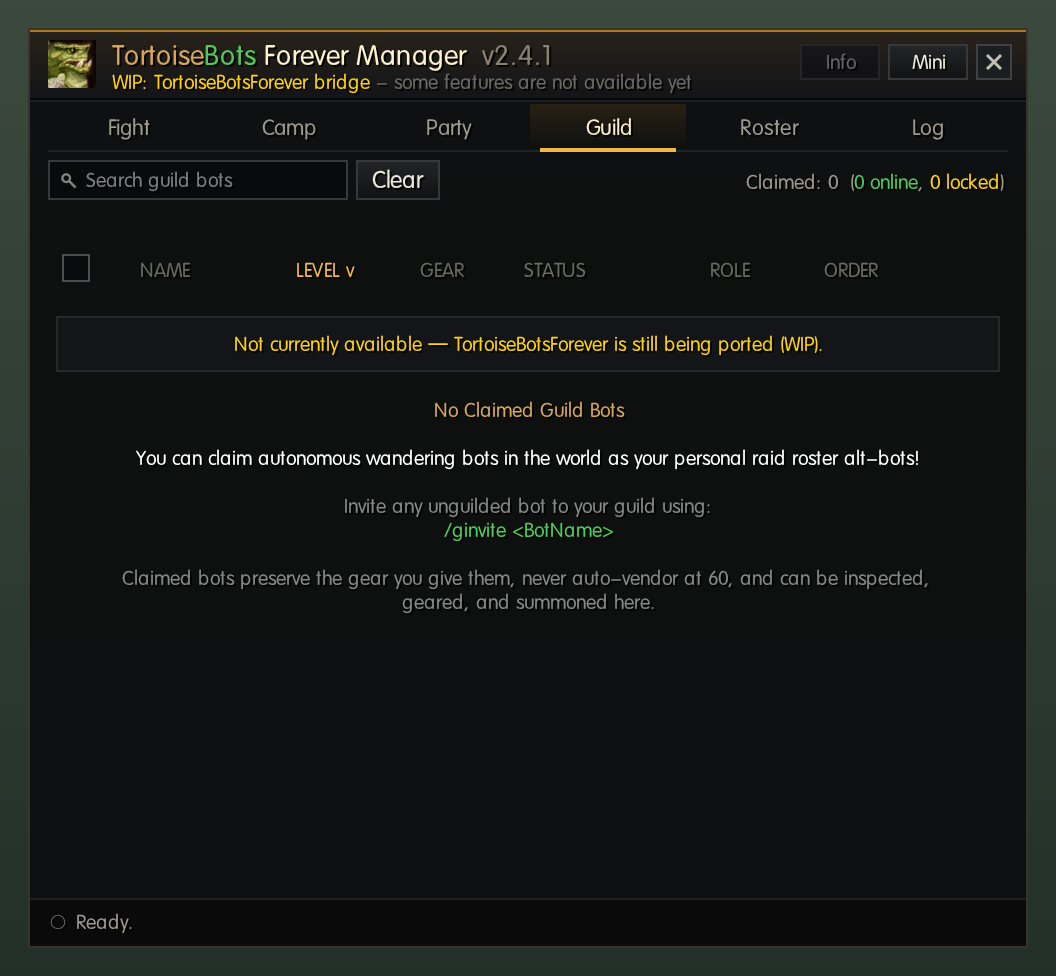 TortoiseBots Forever Manager v2.4.1
WIP: TortoiseBotsForever bridge – some features are not available yet
Info
Mini
Fight
Camp
Party
Guild
Roster
Log
Search guild bots
Clear
Claimed: 0 (0 online, 0 locked)
NAME
LEVEL v
GEAR
STATUS
ROLE
ORDER
Not currently available — TortoiseBotsForever is still being ported (WIP).
No Claimed Guild Bots
You can claim autonomous wandering bots in the world as your personal raid roster alt–bots!
Invite any unguilded bot to your guild using:
/ginvite <BotName>
Claimed bots preserve the gear you give them, never auto–vendor at 60, and can be inspected,
geared, and summoned here.
Ready.